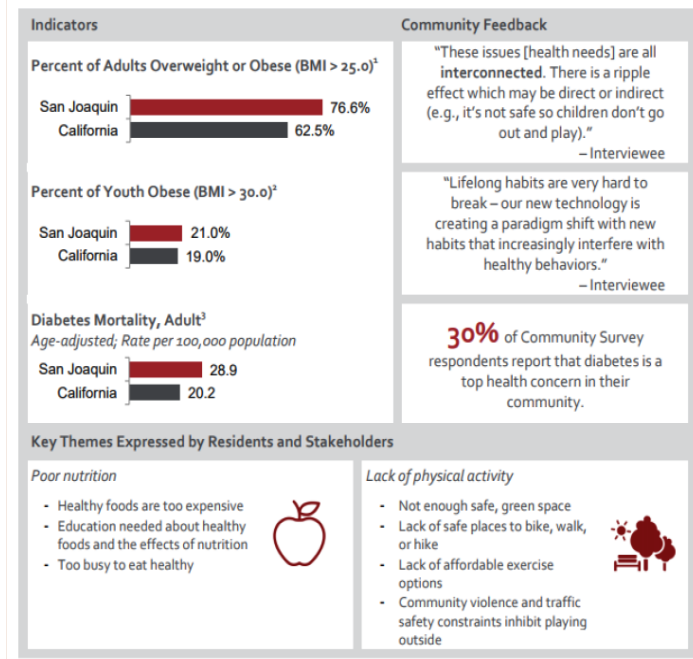 Indicators
Percent of Adults Overweight or Obese (BMI > 25.0)¹
San Joaquin 76.6%
California 62.5%
Percent of Youth Obese (BMI > 30.0)²
San Joaquin 21.0%
California 19.0%
Diabetes Mortality, Adult³
Age-adjusted; Rate per 100,000 population
San Joaquin 28.9
California 20.2
Community Feedback
“These issues [health needs] are all
interconnected. There is a ripple
effect which may be direct or indirect
(e.g., it’s not safe so children don’t go
out and play).”
– Interviewee
“Lifelong habits are very hard to
break – our new technology is
creating a paradigm shift with new
habits that increasingly interfere with
healthy behaviors.”
– Interviewee
30% of Community Survey
respondents report that diabetes is a
top health concern in their
community.
Key Themes Expressed by Residents and Stakeholders
Poor nutrition
- Healthy foods are too expensive
- Education needed about healthy
foods and the effects of nutrition
- Too busy to eat healthy
Lack of physical activity
- Not enough safe, green space
- Lack of safe places to bike, walk,
or hike
- Lack of affordable exercise
options
- Community violence and traffic
safety constraints inhibit playing
outside